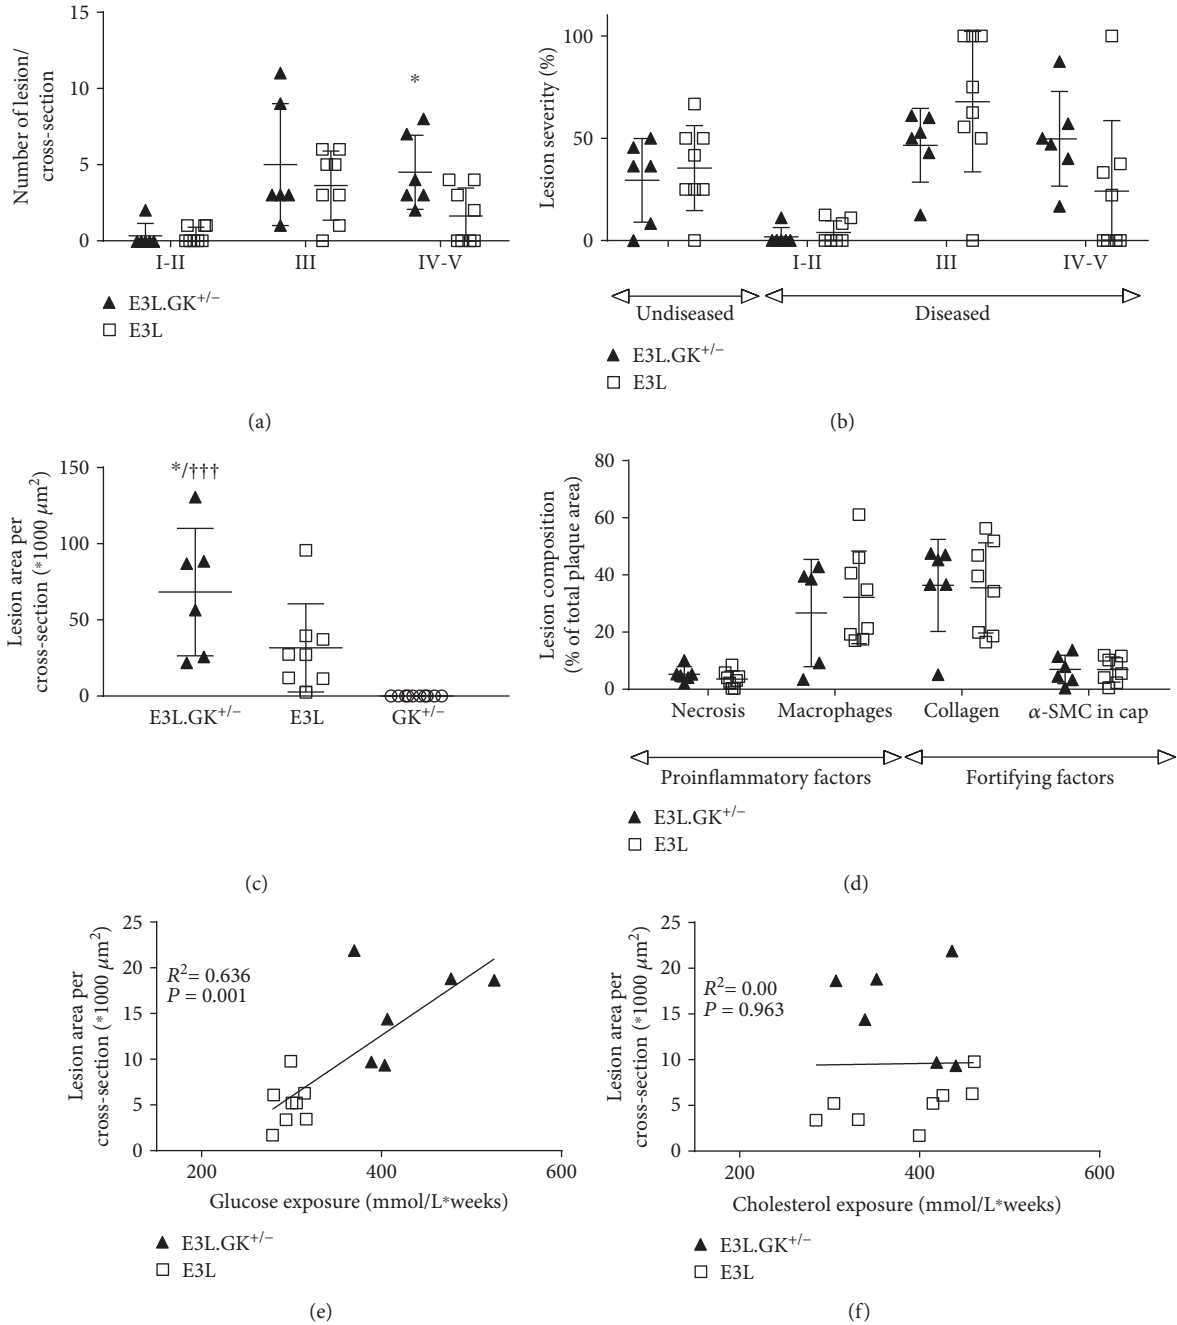 15
10
5
0
Number of lesion/
cross-section
*
I-II
III
IV-V
E3L.GK+/−
E3L
(a)
100
50
0
Lesion severity (%)
I-II
III
IV-V
Undiseased
Diseased
E3L.GK+/−
E3L
(b)
150
100
50
0
Lesion area per
cross-section (*1000 μm2)
*/†††
E3L.GK+/−
E3L
GK+/−
(c)
80
60
40
20
0
Lesion composition
(% of total plaque area)
Necrosis
Macrophages
Collagen
α-SMC in cap
Proinflammatory factors
Fortifying factors
E3L.GK+/−
E3L
(d)
25
20
15
10
5
0
Lesion area per
cross-section (*1000 μm2)
R2= 0.636
P = 0.001
200
400
600
Glucose exposure (mmol/L*weeks)
E3L.GK+/−
E3L
(e)
25
20
15
10
5
0
Lesion area per
cross-section (*1000 μm2)
R2= 0.00
P = 0.963
200
400
600
Cholesterol exposure (mmol/L*weeks)
E3L.GK+/−
E3L
(f)